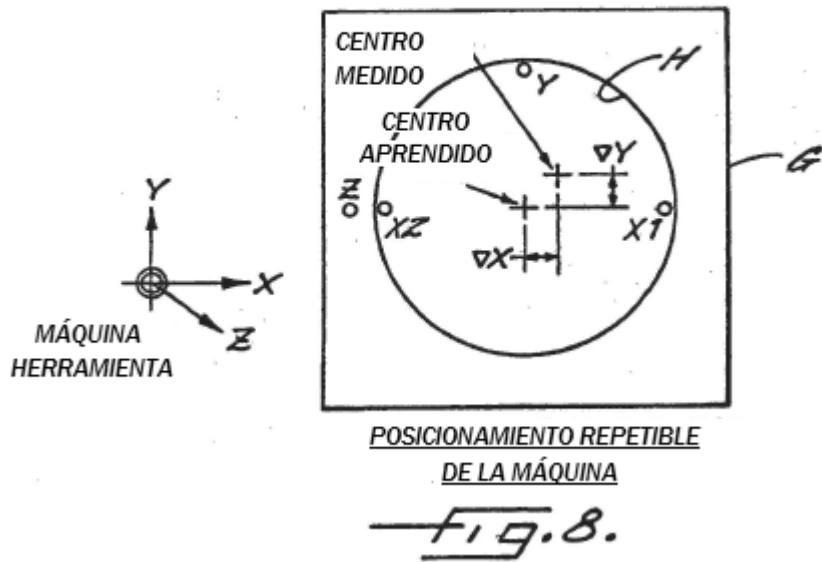 CENTRO
MEDIDO
H
Y
CENTRO
APRENDIDO
∇Y
G
Z
XZ
X1
∇X
Y
X
Z
MÁQUINA
HERRAMIENTA
POSICIONAMIENTO REPETIBLE
DE LA MÁQUINA
Fig.8.